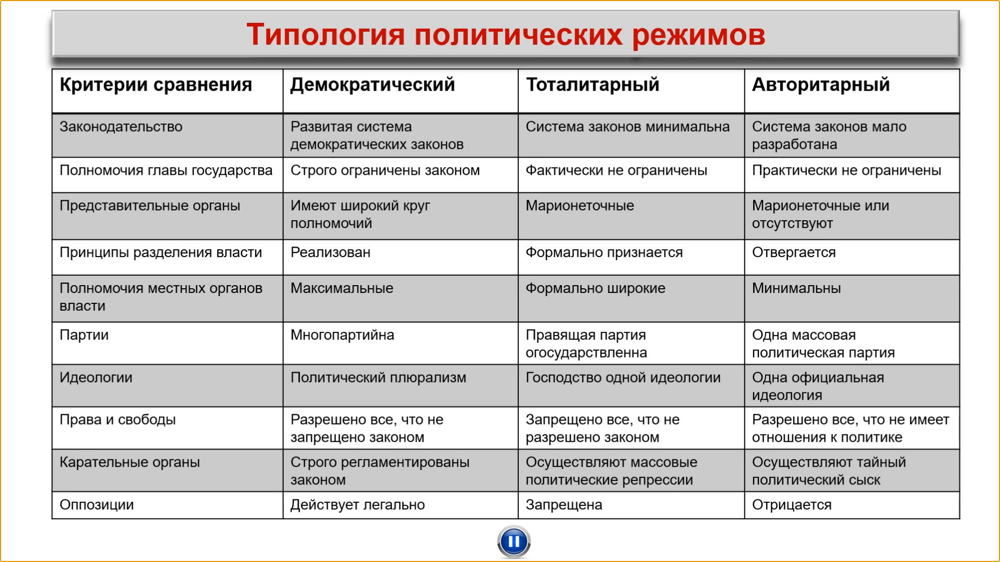 Типология политических режимов
Критерии сравнения
Демократический
Тоталитарный
Авторитарный
Законодательство
Развитая система
демократических законов
Система законов минимальна
Система законов мало
разработана
Полномочия главы государства
Строго ограничены законом
Фактически не ограничены
Практически не ограничены
Представительные органы
Имеют широкий круг
полномочий
Марионеточные
Марионеточные или
отсутствуют
Принципы разделения власти
Реализован
Формально признается
Отвергается
Полномочия местных органов
власти
Максимальные
Формально широкие
Минимальны
Партии
Многопартийна
Правящая партия
огосударствленна
Одна массовая
политическая партия
Идеологии
Политический плюрализм
Господство одной идеологии
Одна официальная
идеология
Права и свободы
Разрешено все, что не
запрещено законом
Запрещено все, что не
разрешено законом
Разрешено все, что не имеет
отношения к политике
Карательные органы
Строго регламентированы
законом
Осуществляют массовые
политические репрессии
Осуществляют тайный
политический сыск
Оппозиции
Действует легально
Запрещена
Отрицается